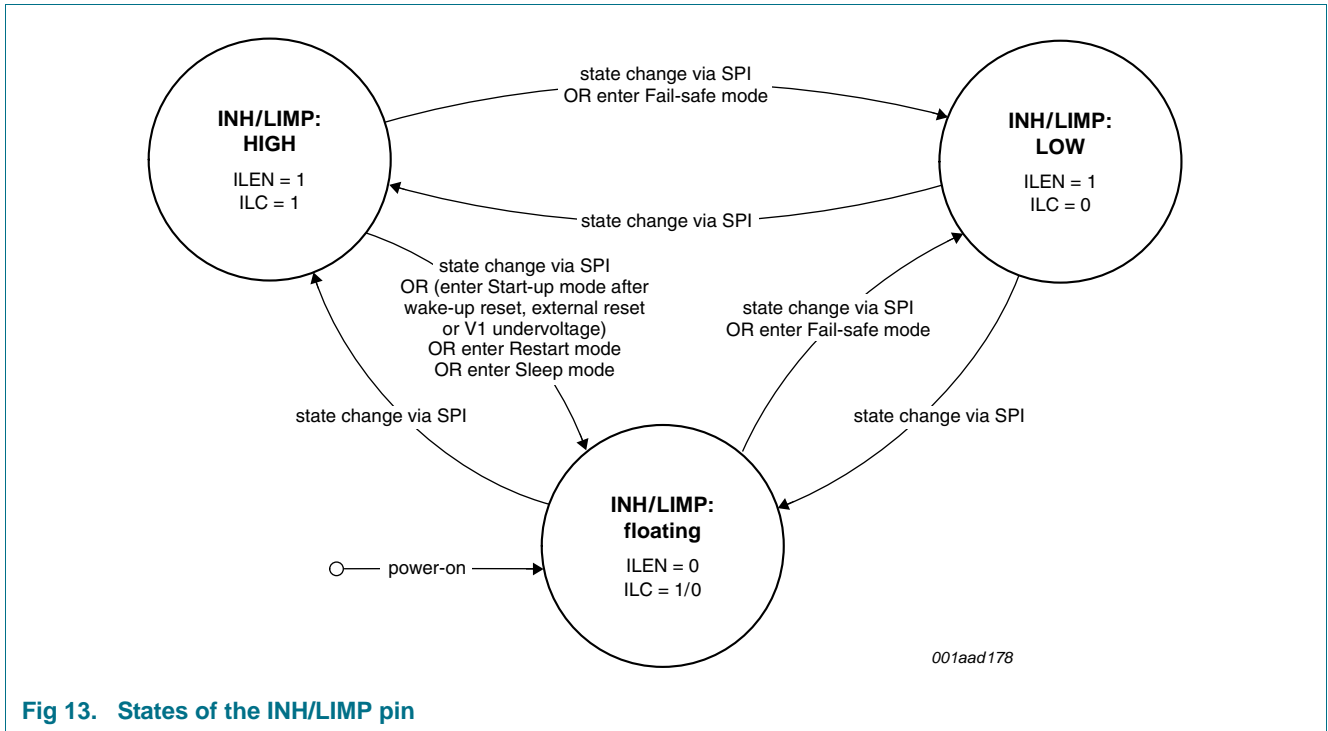 state change via SPI
OR enter Fail-safe mode
INH/LIMP:
HIGH
ILEN = 1
ILC = 1
INH/LIMP:
LOW
ILEN = 1
ILC = 0
state change via SPI
state change via SPI
OR (enter Start-up mode after
wake-up reset, external reset
or V1 undervoltage)
OR enter Restart mode
OR enter Sleep mode
state change via SPI
OR enter Fail-safe mode
state change via SPI
state change via SPI
INH/LIMP:
floating
ILEN = 0
ILC = 1/0
power-on
001aad178
Fig 13. States of the INH/LIMP pin